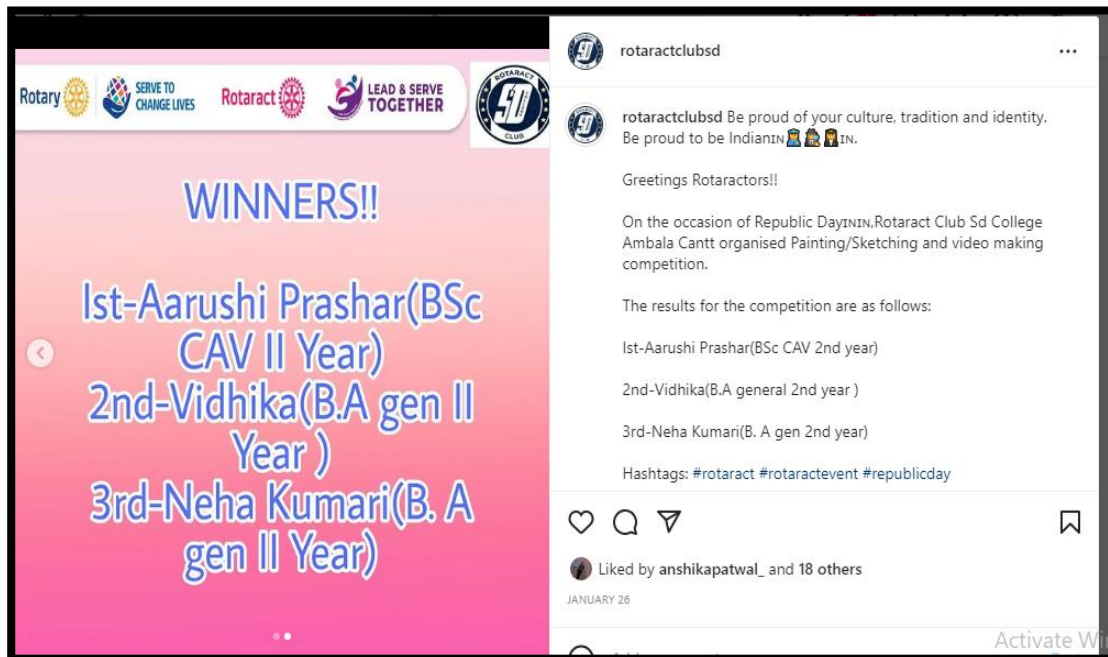 Rotary
SERVE TO
CHANGE LIVES
Rotaract
LEAD & SERVE
TOGETHER
ROTARACT
SD
CLUB
WINNERS!!
Ist-Aarushi Prashar(BSc
CAV II Year)
2nd-Vidhika(B.A gen II
Year )
3rd-Neha Kumari(B. A
gen II Year)
rotaractclubsd
rotaractclubsd Be proud of your culture, tradition and identity.
Be proud to be Indianɪɴ👮🕵👩‍⚖ɪɴ.
Greetings Rotaractors!!
On the occasion of Republic Dayɪɴɪɴ,Rotaract Club Sd College
Ambala Cantt organised Painting/Sketching and video making
competition.
The results for the competition are as follows:
Ist-Aarushi Prashar(BSc CAV 2nd year)
2nd-Vidhika(B.A general 2nd year )
3rd-Neha Kumari(B. A gen 2nd year)
Hashtags: #rotaract #rotaractevent #republicday
Liked by anshikapatwal_ and 18 others
JANUARY 26
Activate Wi